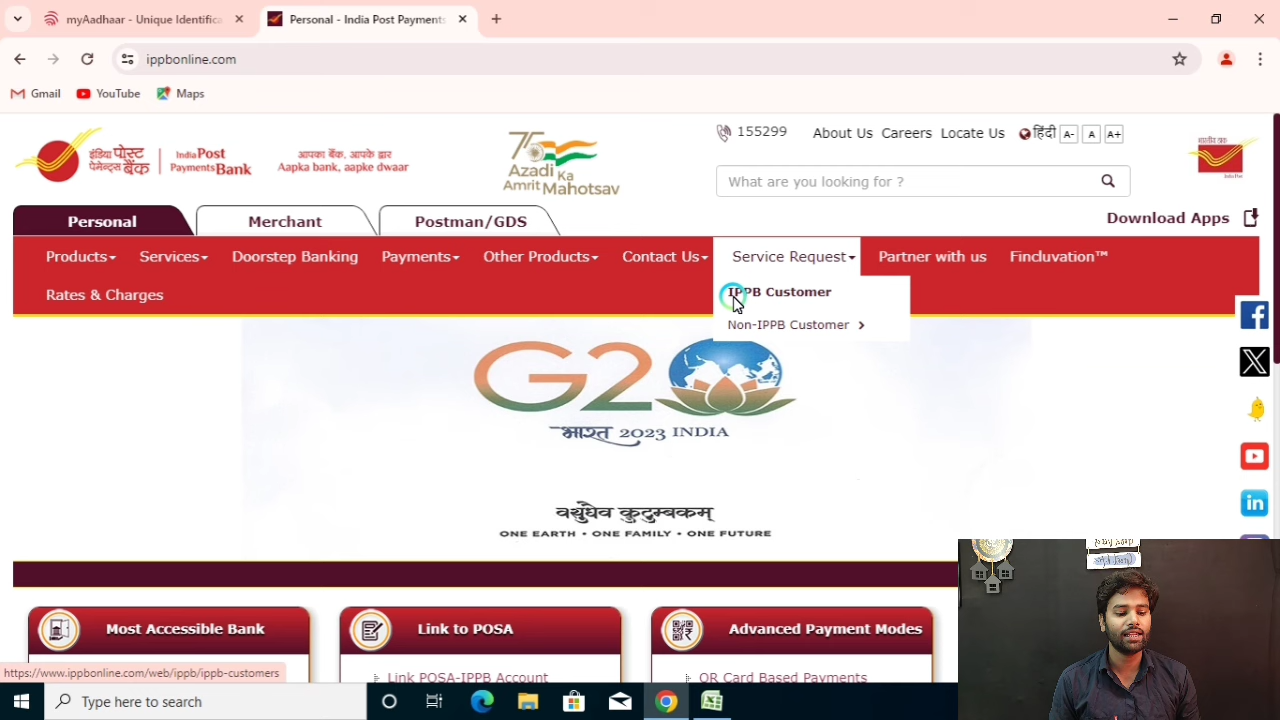 myAadhaar - Unique Identifica
Personal - India Post Payments
ippbonline.com
Gmail
YouTube
Maps
इंडिया पोस्ट
पेमेन्ट्स बैंक
India Post
Payments Bank
आपका बैंक, आपके द्वार
Aapka bank, aapke dwaar
75
Azadi Ka
Amrit Mahotsav
155299
About Us
Careers
Locate Us
हिंदी
A-
A
A+
What are you looking for ?
भारतीय डाक
India Post
Personal
Merchant
Postman/GDS
Download Apps
Products
Services
Doorstep Banking
Payments
Other Products
Contact Us
Service Request
Partner with us
Fincluvation™
Rates & Charges
IPPB Customer
Non-IPPB Customer
G20
भारत 2023 INDIA
वसुधैव कुटुम्बकम्
ONE EARTH • ONE FAMILY • ONE FUTURE
Most Accessible Bank
Link to POSA
Advanced Payment Modes
Link POSA-IPPB Account
QR Card Based Payments
https://www.ippbonline.com/web/ippb/ippb-customers
Type here to search